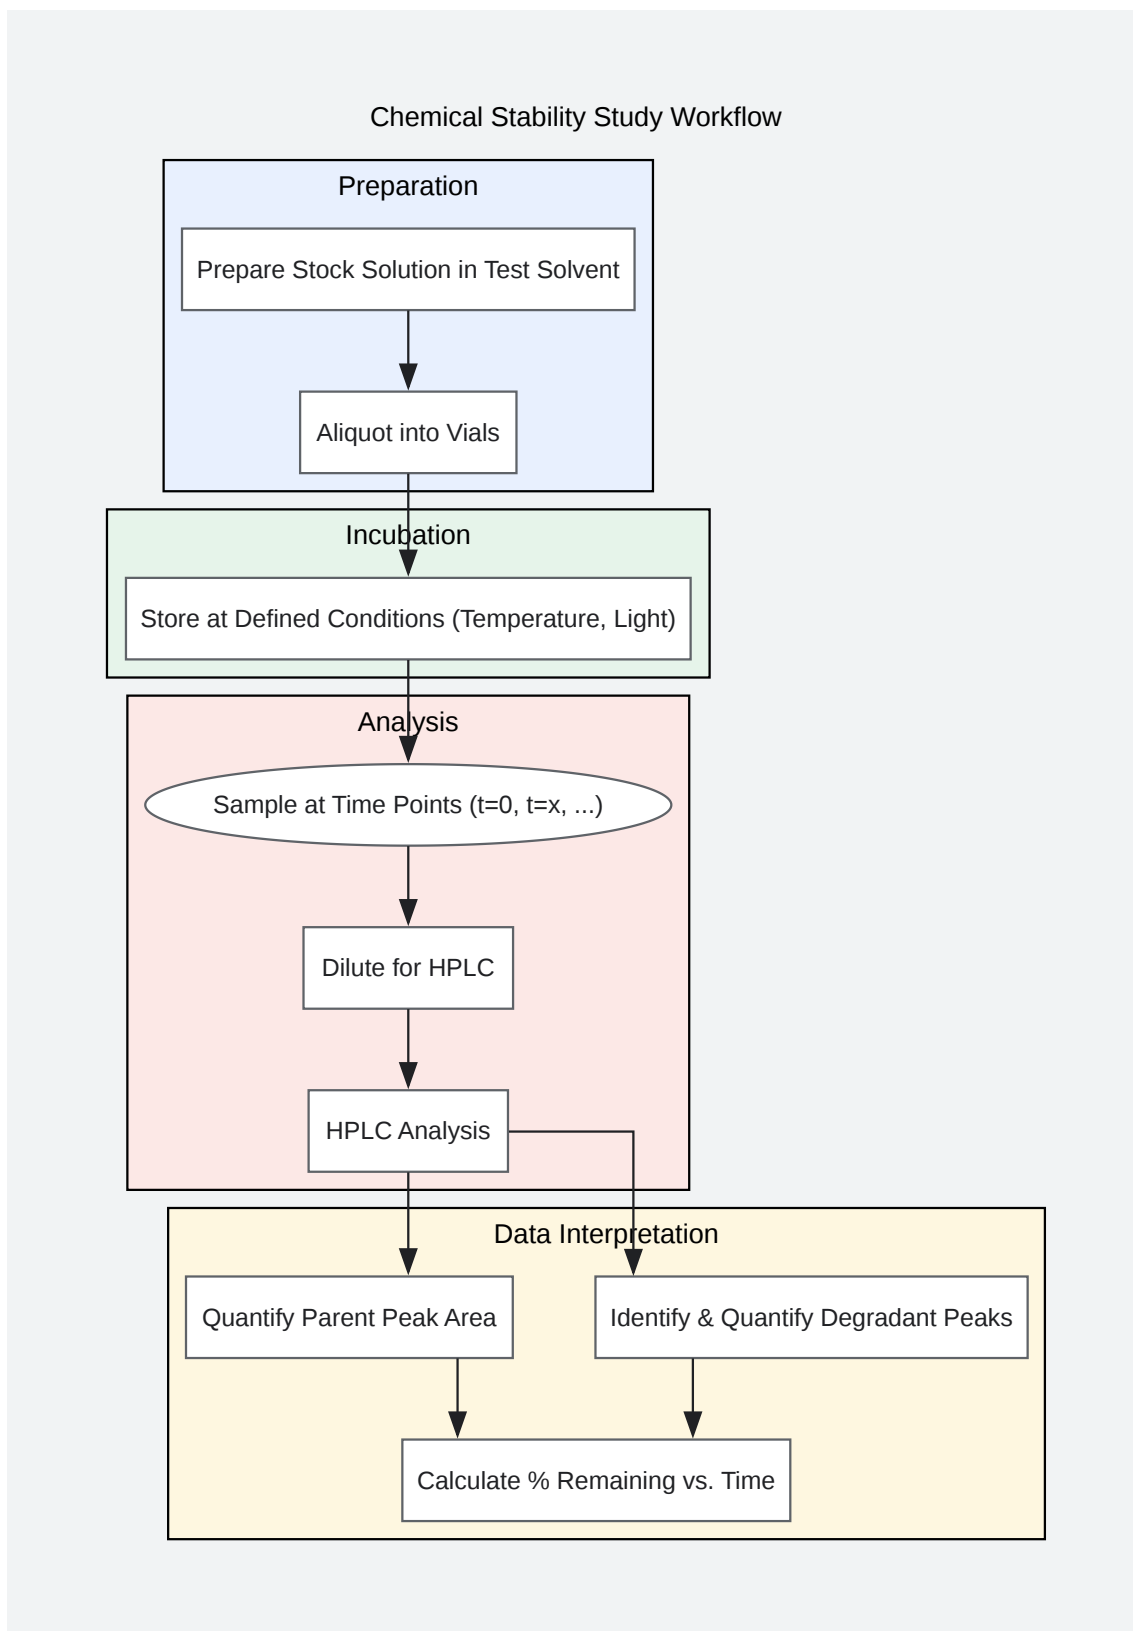 Chemical Stability Study Workflow
Preparation
Prepare Stock Solution in Test Solvent
Aliquot into Vials
Incubation
Store at Defined Conditions (Temperature, Light)
Analysis
Sample at Time Points (t=0, t=x, ...)
Dilute for HPLC
HPLC Analysis
Data Interpretation
Quantify Parent Peak Area
Identify & Quantify Degradant Peaks
Calculate % Remaining vs. Time